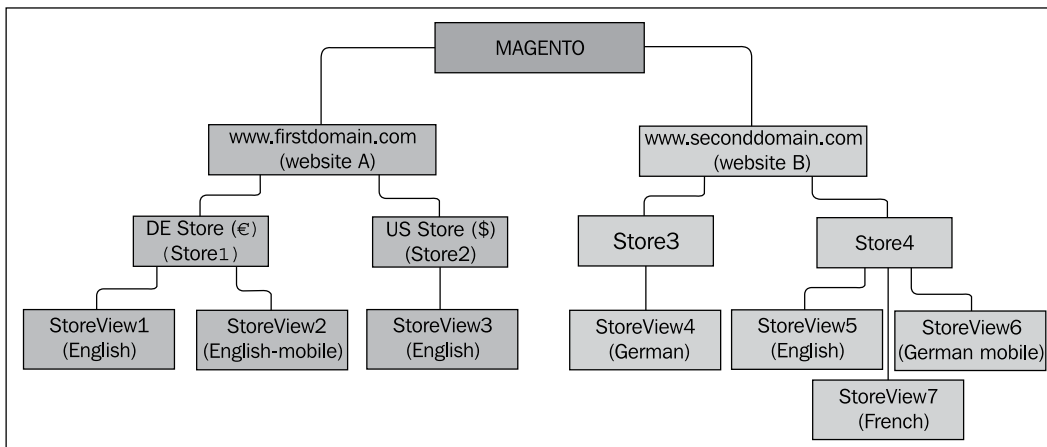 MAGENTO
www.firstdomain.com
(website A)
www.seconddomain.com
(website B)
DE Store (€)
(Store1)
US Store ($)
(Store2)
Store3
Store4
StoreView1
(English)
StoreView2
(English-mobile)
StoreView3
(English)
StoreView4
(German)
StoreView5
(English)
StoreView6
(German mobile)
StoreView7
(French)